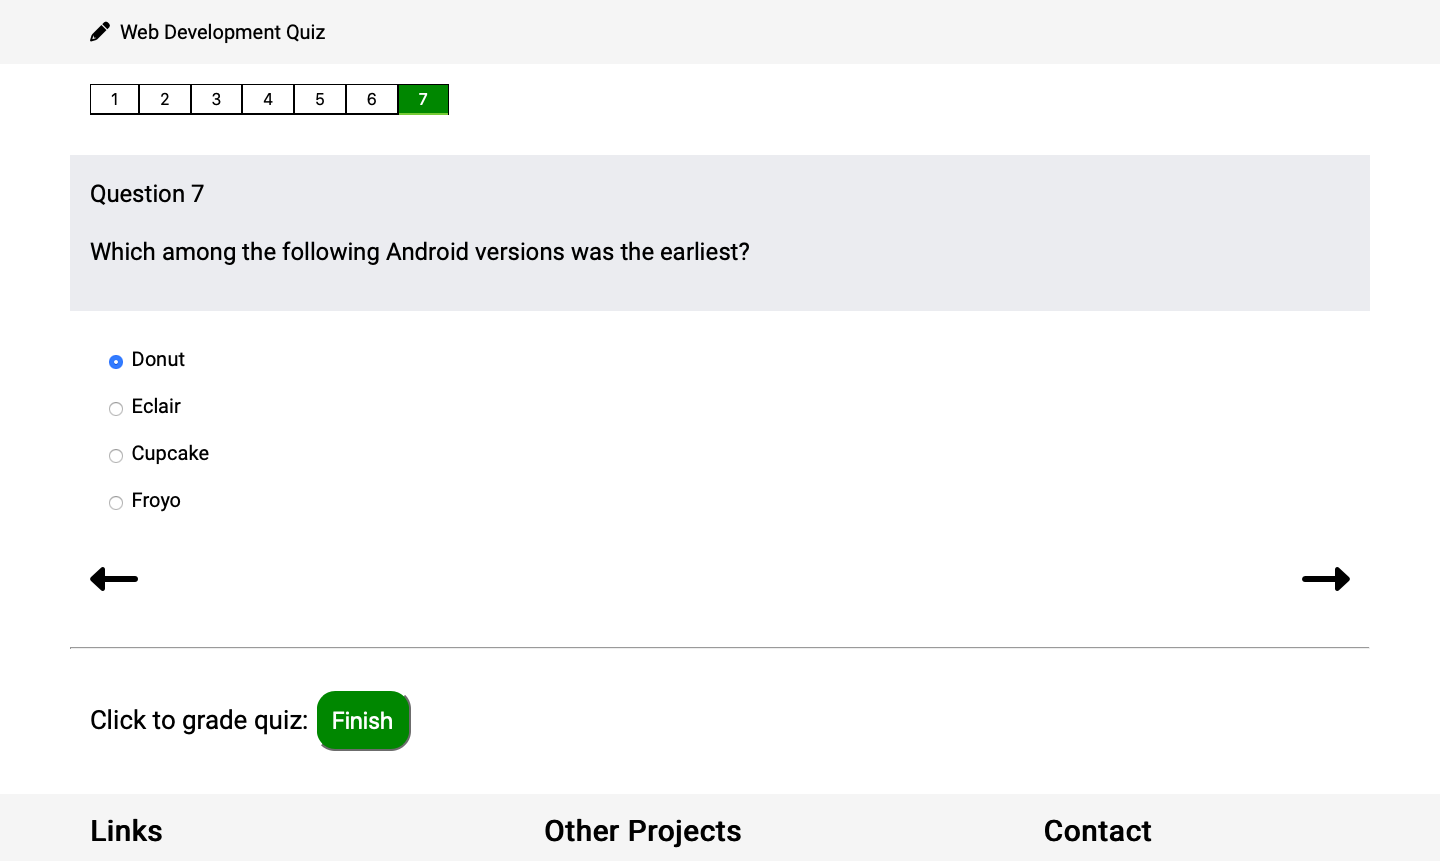 Web Development Quiz
1 2 3 4 5 6 7
Question 7
Which among the following Android versions was the earliest?
Donut
Eclair
Cupcake
Froyo
Click to grade quiz: Finish
Links Other Projects Contact